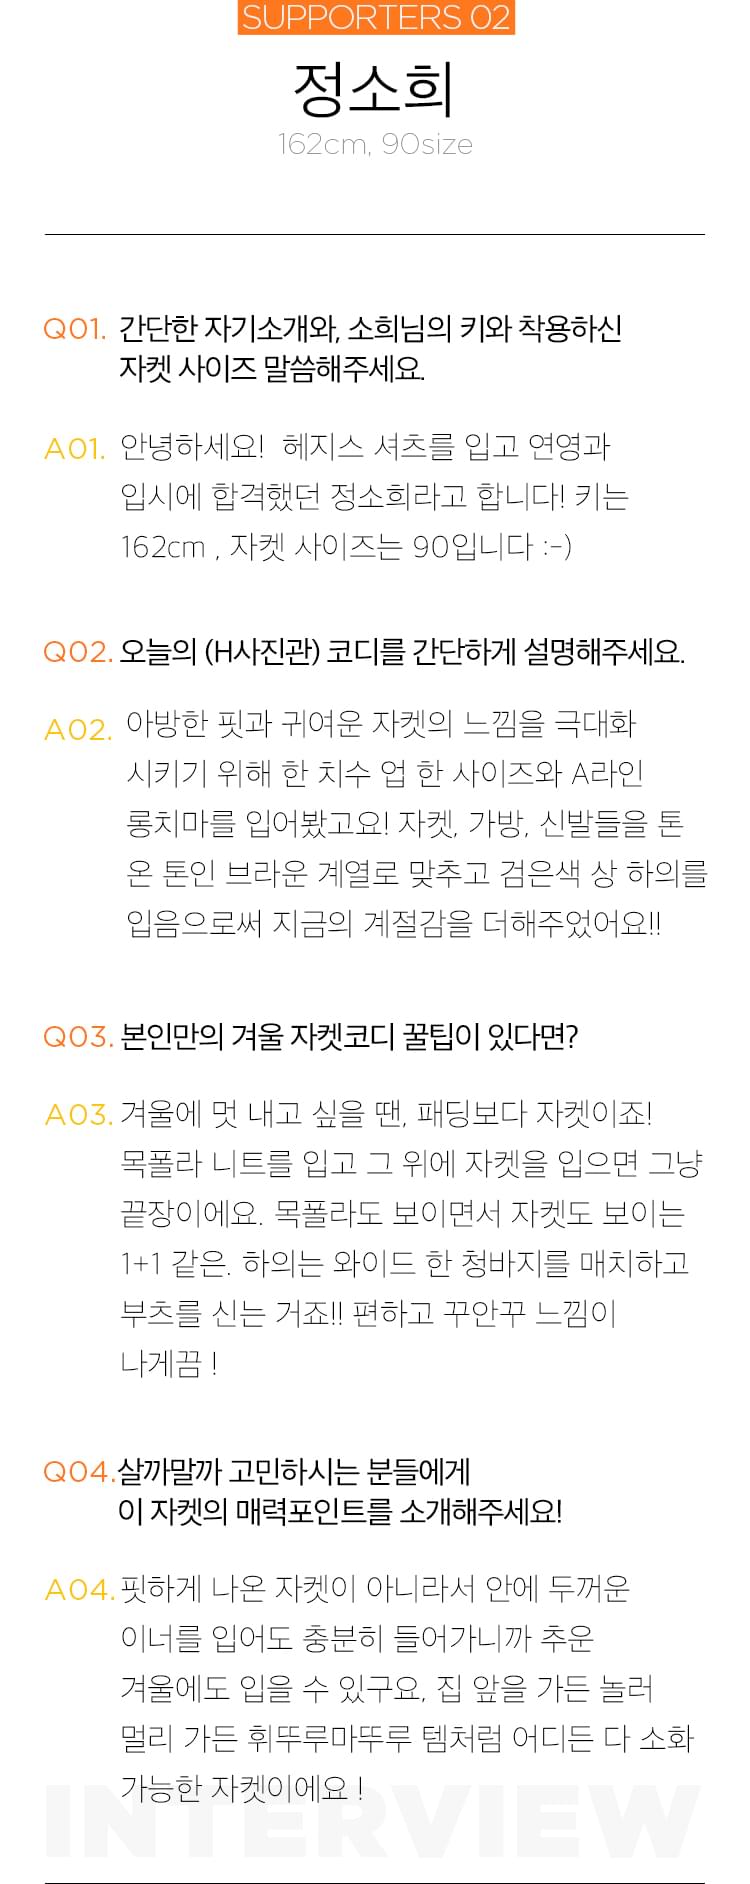 SUPPORTERS 02
정소희
162cm, 90size
Q01. 간단한 자기소개와, 소희님의 키와 착용하신
자켓 사이즈 말씀해주세요.
A01. 안녕하세요! 헤지스 셔츠를 입고 연영과
입시에 합격했던 정소희라고 합니다! 키는
162cm , 자켓 사이즈는 90입니다 :-)
Q02. 오늘의 (H사진관) 코디를 간단하게 설명해주세요.
A02. 아방한 핏과 귀여운 자켓의 느낌을 극대화
시키기 위해 한 치수 업 한 사이즈와 A라인
롱치마를 입어봤고요! 자켓, 가방, 신발들을 톤
온 톤인 브라운 계열로 맞추고 검은색 상 하의를
입음으로써 지금의 계절감을 더해주었어요!!
Q03. 본인만의 겨울 자켓코디 꿀팁이 있다면?
A03. 겨울에 멋 내고 싶을 땐, 패딩보다 자켓이죠!
목폴라 니트를 입고 그 위에 자켓을 입으면 그냥
끝장이에요. 목폴라도 보이면서 자켓도 보이는
1+1 같은. 하의는 와이드 한 청바지를 매치하고
부츠를 신는 거죠!! 편하고 꾸안꾸 느낌이
나게끔 !
Q04. 살까말까 고민하시는 분들에게
이 자켓의 매력포인트를 소개해주세요!
A04. 핏하게 나온 자켓이 아니라서 안에 두꺼운
이너를 입어도 충분히 들어가니까 추운
겨울에도 입을 수 있구요, 집 앞을 가든 놀러
멀리 가든 휘뚜루마뚜루 템처럼 어디든 다 소화
가능한 자켓이에요 !
INTERVIEW